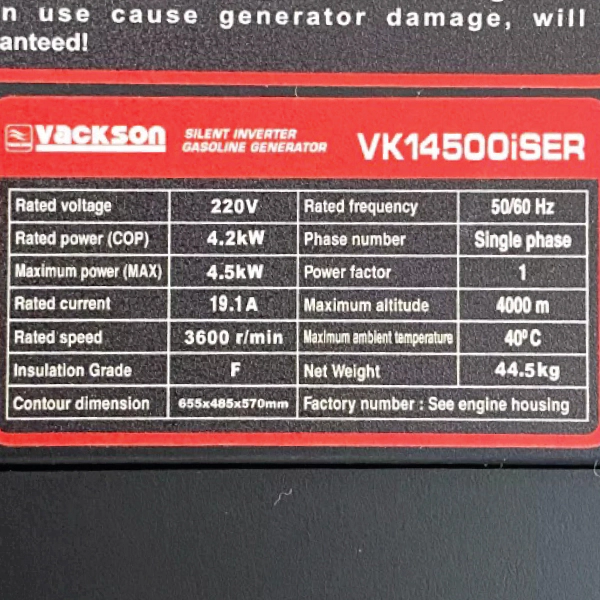 n use cause generator damage, will
anteed!
vackson SILENT INVERTER GASOLINE GENERATOR VK14500iSER
Rated voltage 220V Rated frequency 50/60 Hz
Rated power (COP) 4.2kW Phase number Single phase
Maximum power (MAX) 4.5kW Power factor 1
Rated current 19.1A Maximum altitude 4000 m
Rated speed 3600 r/min Maximum ambient temperature 40°C
Insulation Grade F Net Weight 44.5kg
Contour dimension 655x485x570mm Factory number : See engine housing